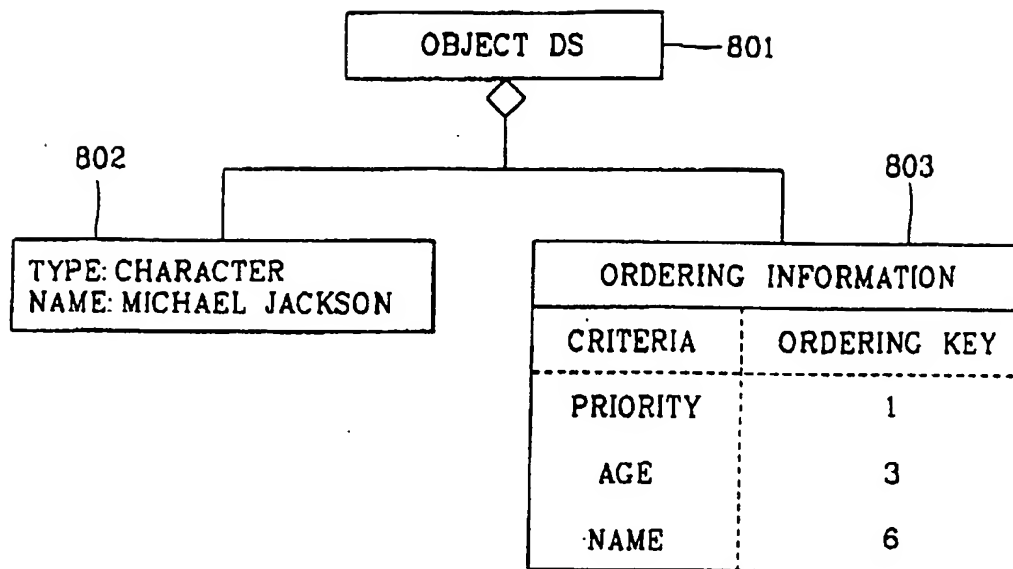 OBJECT DS
801
802
803
TYPE: CHARACTER
NAME: MICHAEL JACKSON
ORDERING INFORMATION
CRITERIA ORDERING KEY
PRIORITY 1
AGE 3
NAME 6